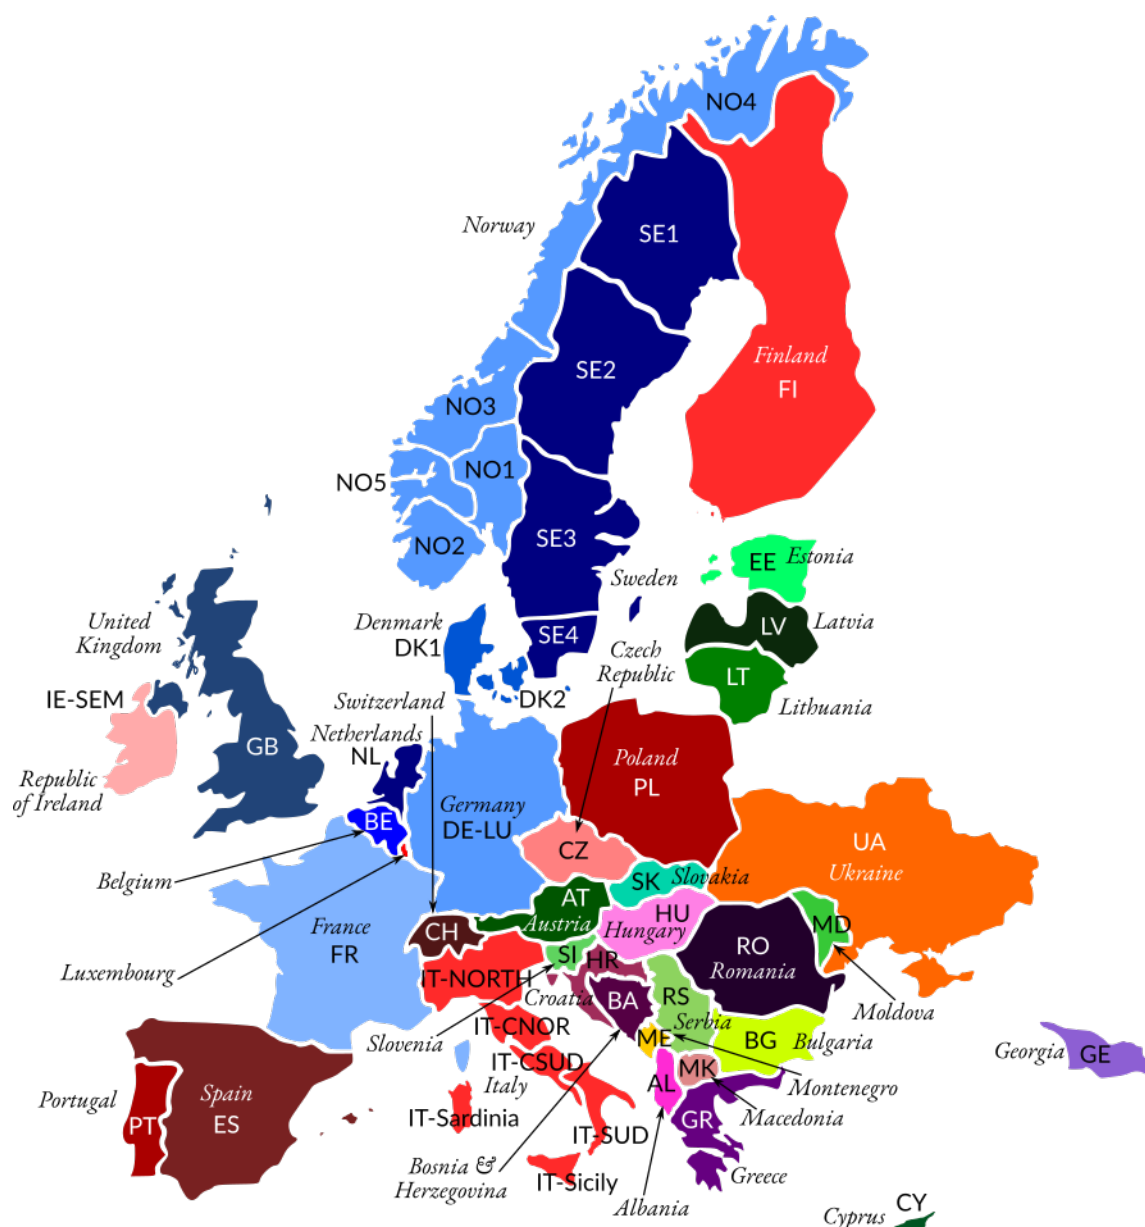 NO4
Norway
SE1
SE2
Finland
FI
NO3
NO5
NO1
NO2
SE3
EE
Estonia
Sweden
United
Kingdom
Denmark
DK1
SE4
Czech
Republic
LV
Latvia
LT
Lithuania
IE-SEM
Switzerland
DK2
Netherlands
NL
GB
Republic
of Ireland
Poland
PL
Germany
DE-LU
BE
CZ
UA
Ukraine
Belgium
SK
Slovakia
AT
Austria
HU
Hungary
MD
France
FR
CH
RO
Romania
Luxembourg
IT-NORTH
SI
HR
Croatia
BA
RS
Serbia
Moldova
Slovenia
IT-CNOR
ME
BG
Bulgaria
Georgia
GE
IT-CSUD
Italy
AL
MK
Montenegro
Macedonia
Portugal
PT
Spain
ES
IT-Sardinia
IT-SUD
GR
Greece
Bosnia &
Herzegovina
IT-Sicily
Albania
Cyprus
CY